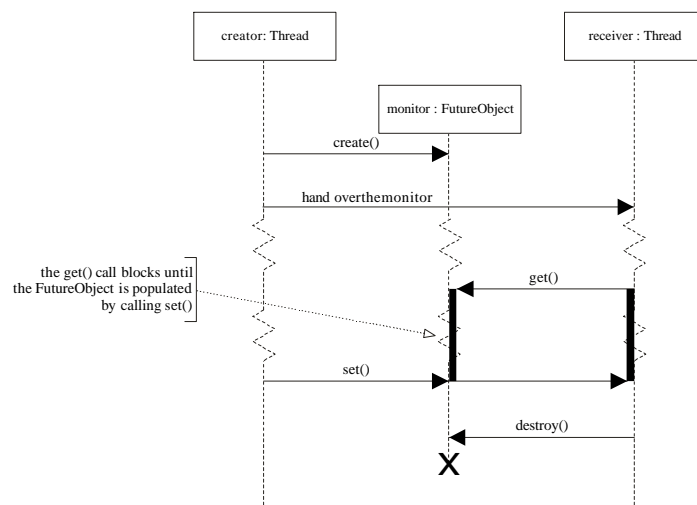 creator: Thread
receiver : Thread
monitor : FutureObject
create()
hand overthemonitor
the get() call blocks until
the FutureObject is populated
by calling set()
get()
set()
destroy()
X